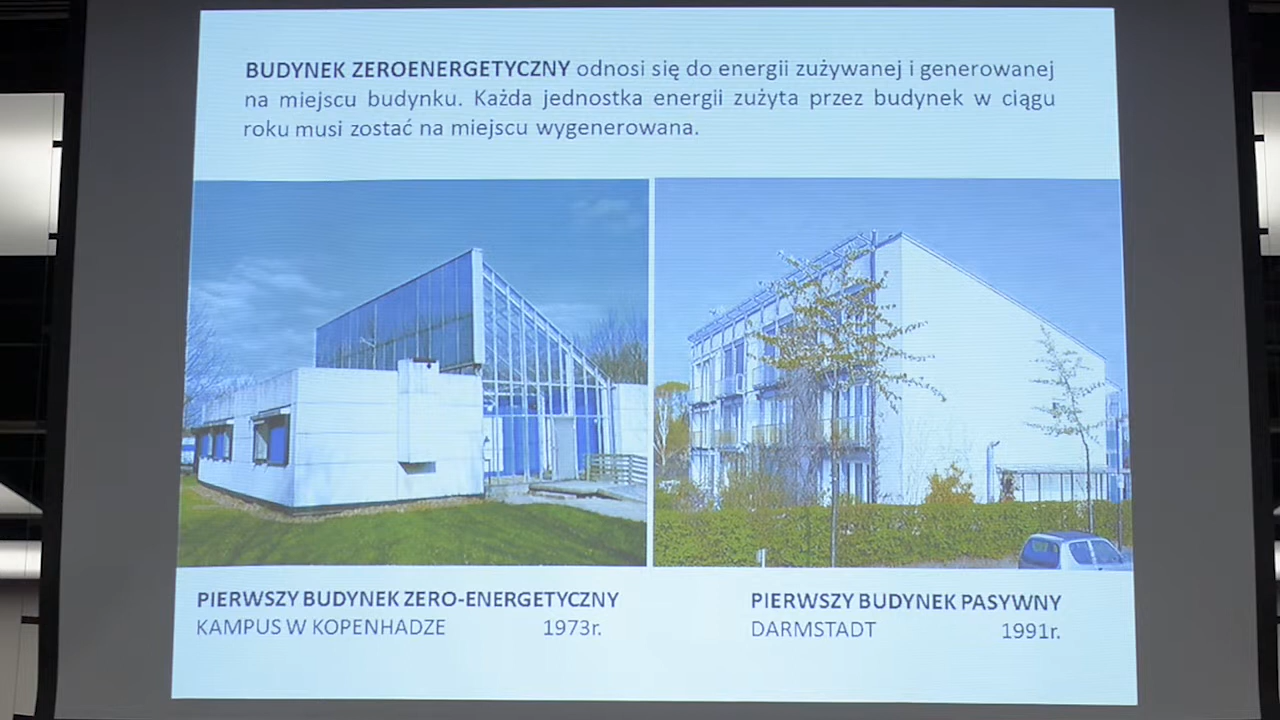 BUDYNEK ZEROENERGETYCZNY odnosi się do energii zużywanej i generowanej
na miejscu budynku. Każda jednostka energii zużyta przez budynek w ciągu
roku musi zostać na miejscu wygenerowana.
PIERWSZY BUDYNEK ZERO-ENERGETYCZNY
KAMPUS W KOPENHADZE 1973r.
PIERWSZY BUDYNEK PASYWNY
DARMSTADT 1991r.